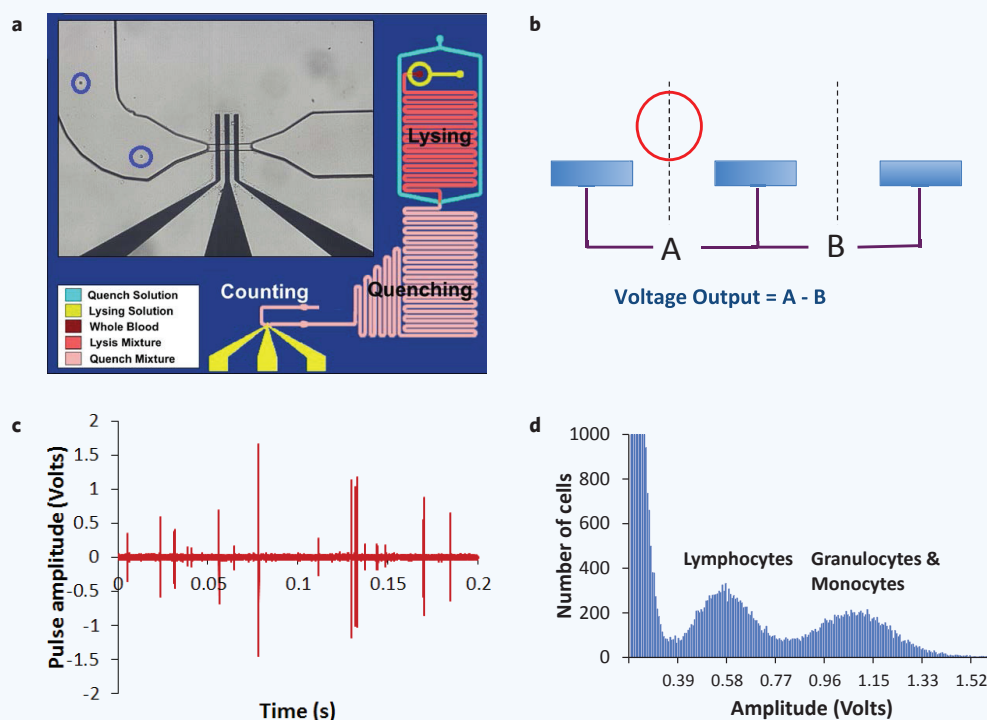 a
Lysing
Quenching
Counting
Quench Solution
Lysing Solution
Whole Blood
Lysis Mixture
Quench Mixture
b
A
B
Voltage Output = A - B
c
Pulse amplitude (Volts)
2
1.5
1
0.5
0
-0.5
-1
-1.5
-2
0 0.05 0.1 0.15 0.2
Time (s)
d
Number of cells
1000
800
600
400
200
0
Lymphocytes
Granulocytes &
Monocytes
0.39 0.58 0.77 0.96 1.15 1.33 1.52
Amplitude (Volts)